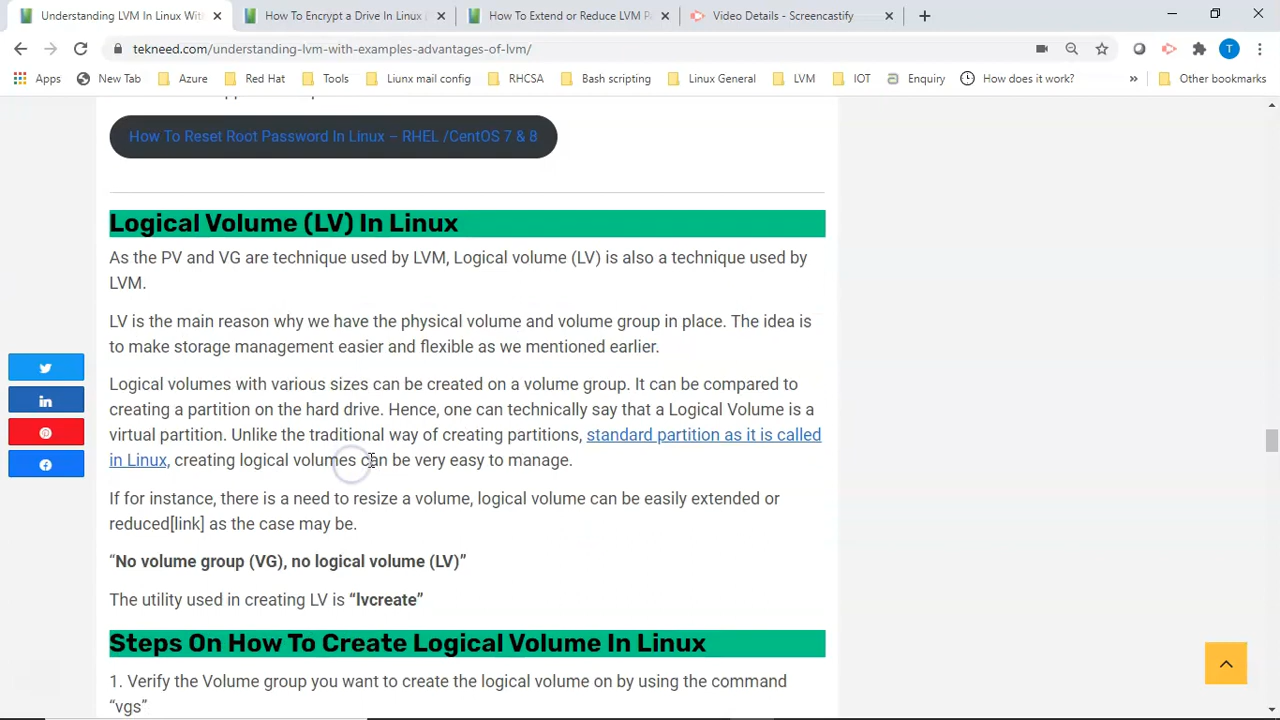 Understanding LVM In Linux Wit
How To Encrypt a Drive In Linux
How To Extend or Reduce LVM P
Video Details - Screencastify
tekneed.com/understanding-lvm-with-examples-advantages-of-lvm/
T
Apps
New Tab
Azure
Red Hat
Tools
Liunx mail config
RHCSA
Bash scripting
Linux General
LVM
IOT
Enquiry
How does it work?
»
Other bookmarks
How To Reset Root Password In Linux – RHEL /CentOS 7 & 8
Logical Volume (LV) In Linux
As the PV and VG are technique used by LVM, Logical volume (LV) is also a technique used by
LVM.
LV is the main reason why we have the physical volume and volume group in place. The idea is
to make storage management easier and flexible as we mentioned earlier.
Logical volumes with various sizes can be created on a volume group. It can be compared to
creating a partition on the hard drive. Hence, one can technically say that a Logical Volume is a
virtual partition. Unlike the traditional way of creating partitions, standard partition as it is called
in Linux, creating logical volumes can be very easy to manage.
If for instance, there is a need to resize a volume, logical volume can be easily extended or
reduced[link] as the case may be.
“No volume group (VG), no logical volume (LV)”
The utility used in creating LV is “lvcreate”
Steps On How To Create Logical Volume In Linux
1. Verify the Volume group you want to create the logical volume on by using the command
“vgs”